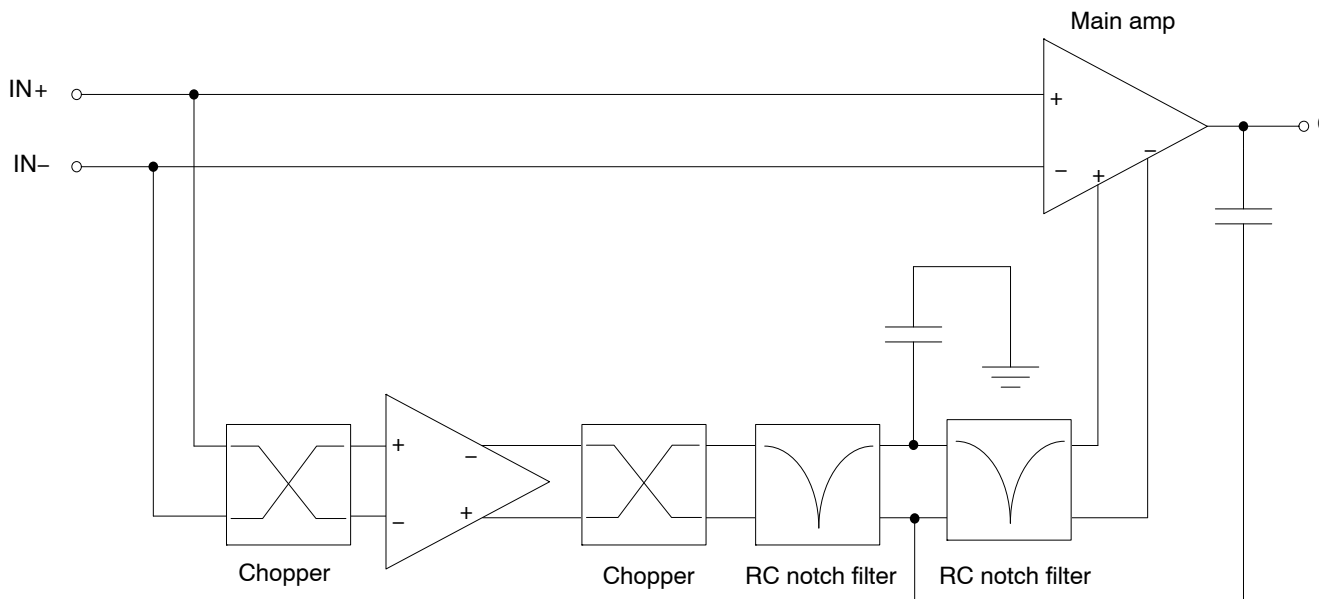 Main amp
IN+
+
IN−
−
+
−
+
−
−
+
Chopper
Chopper
RC notch filter
RC notch filter